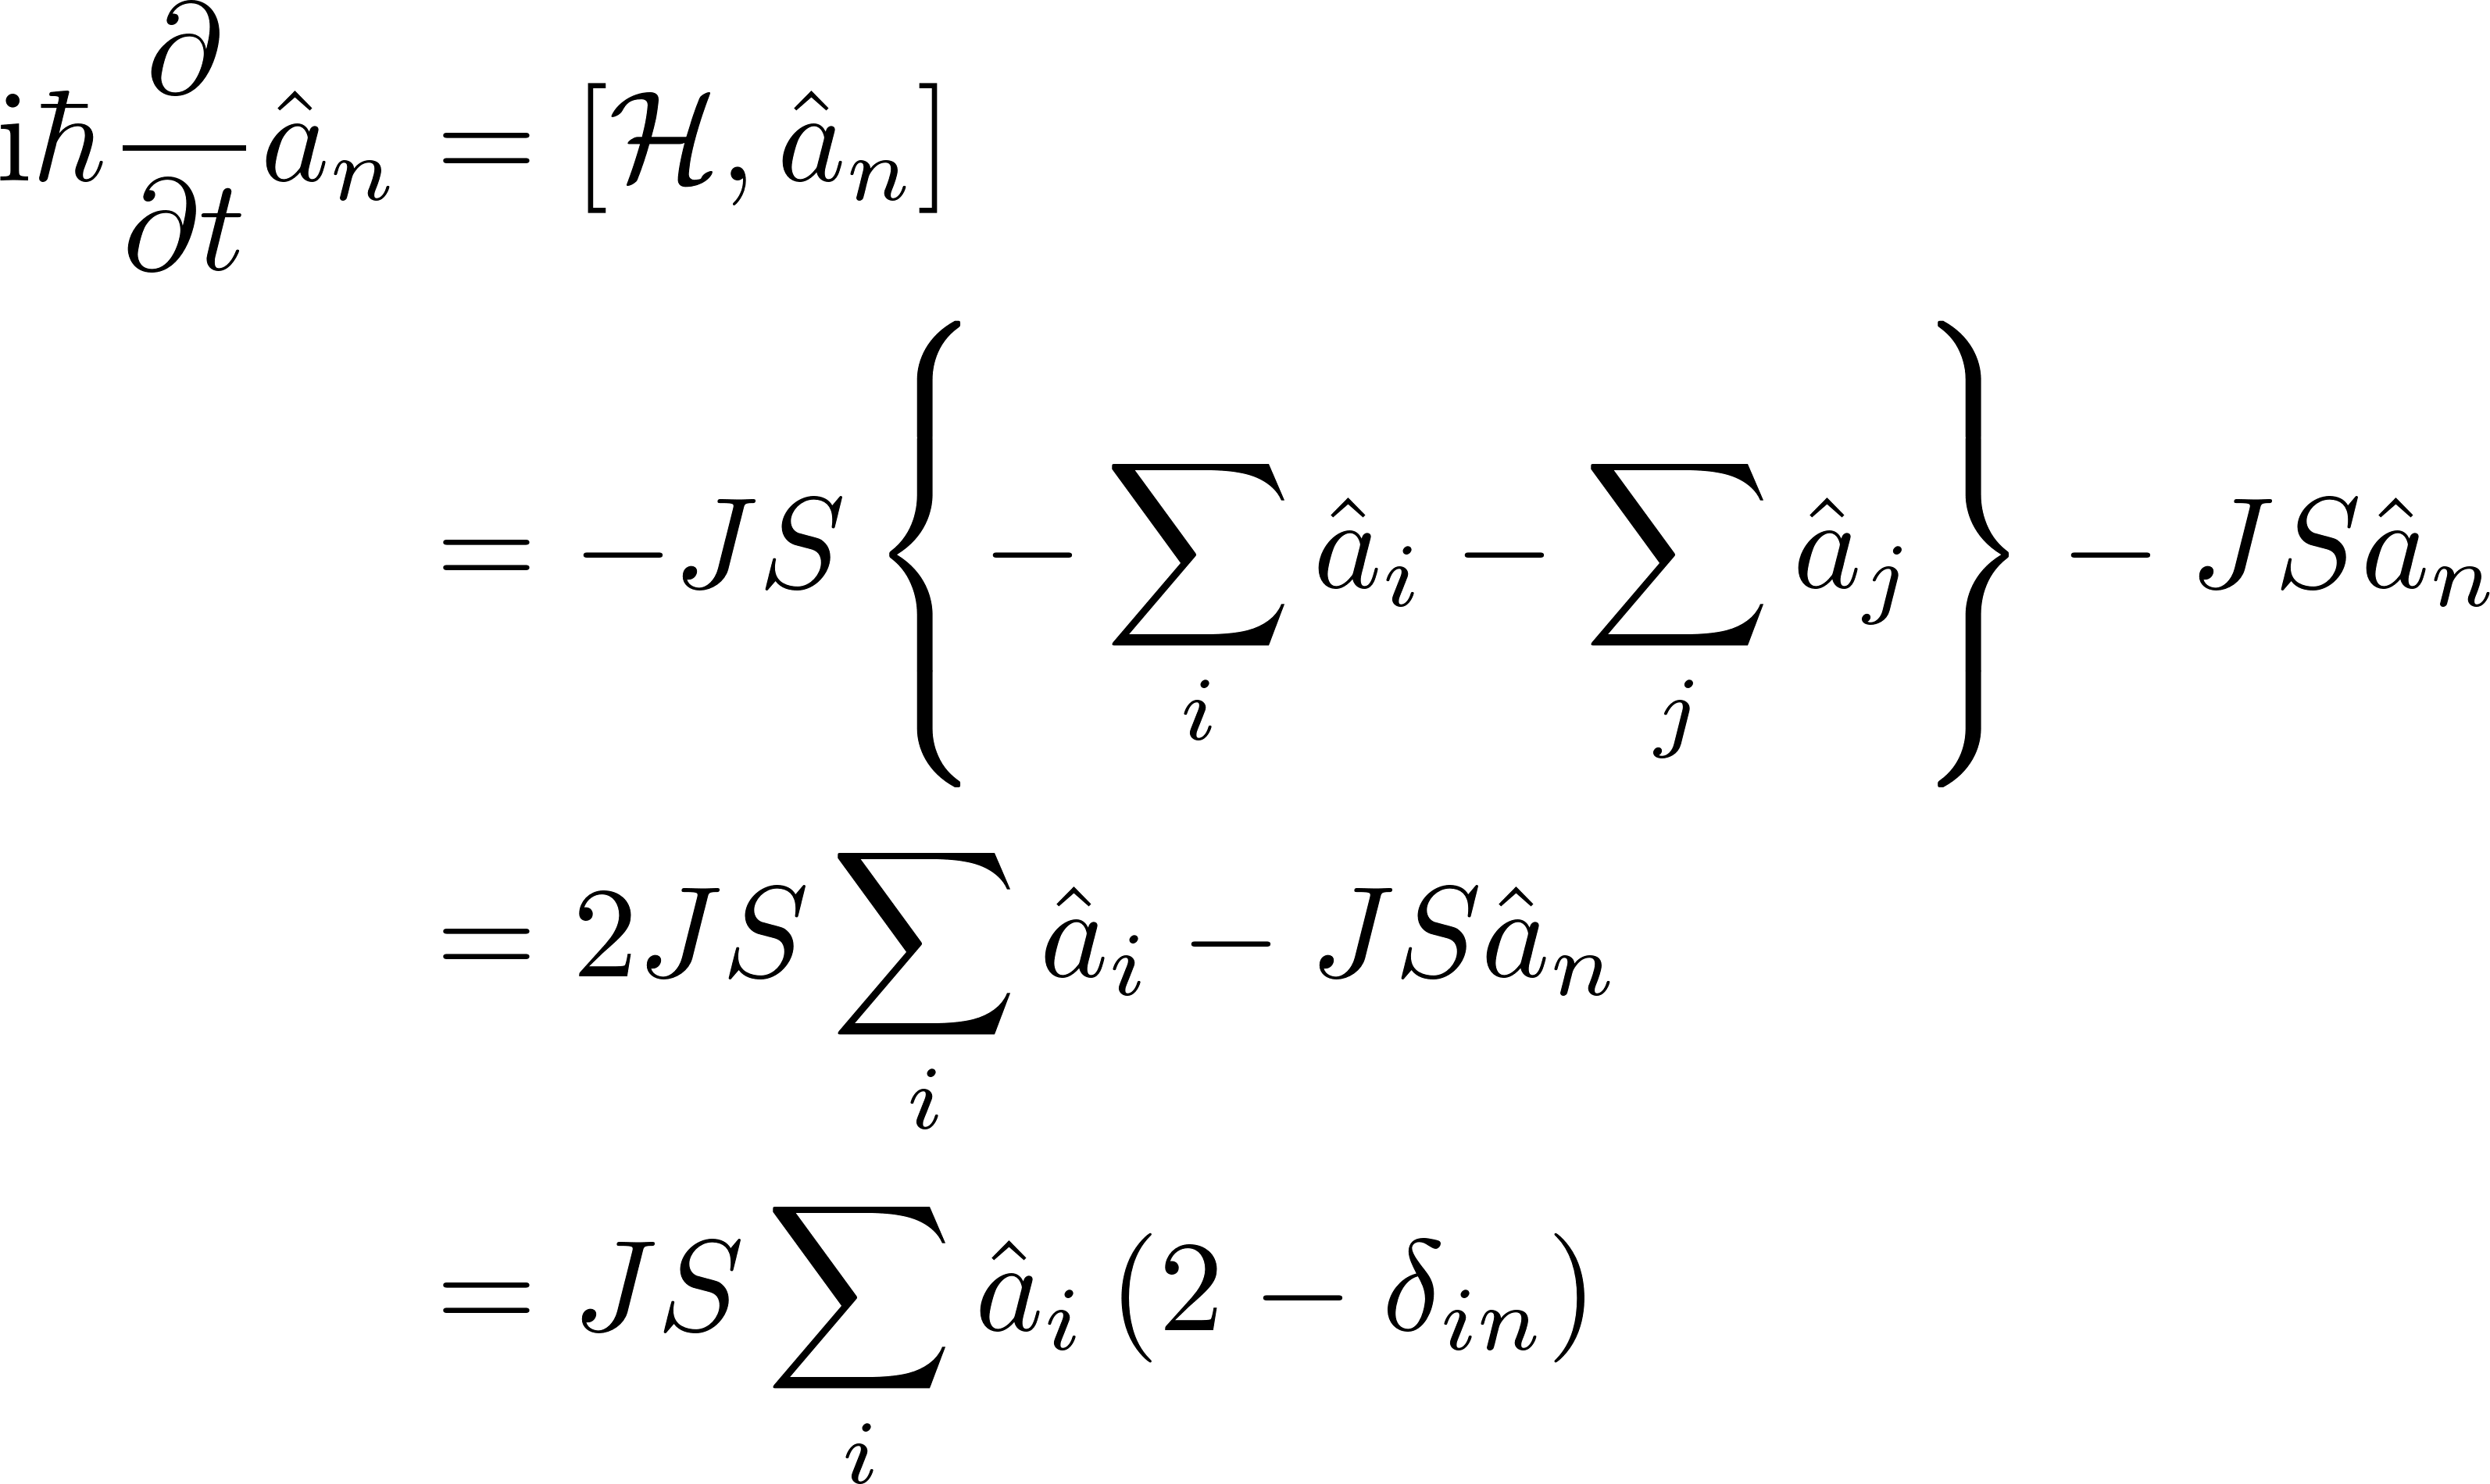 iℏ ∂/∂t â_n = [ℋ, â_n]
= −JS { − ∑_i â_i − ∑_j â_j } − JSâ_n
= 2JS ∑_i â_i − JSâ_n
= JS ∑_i â_i (2 − δ_in)